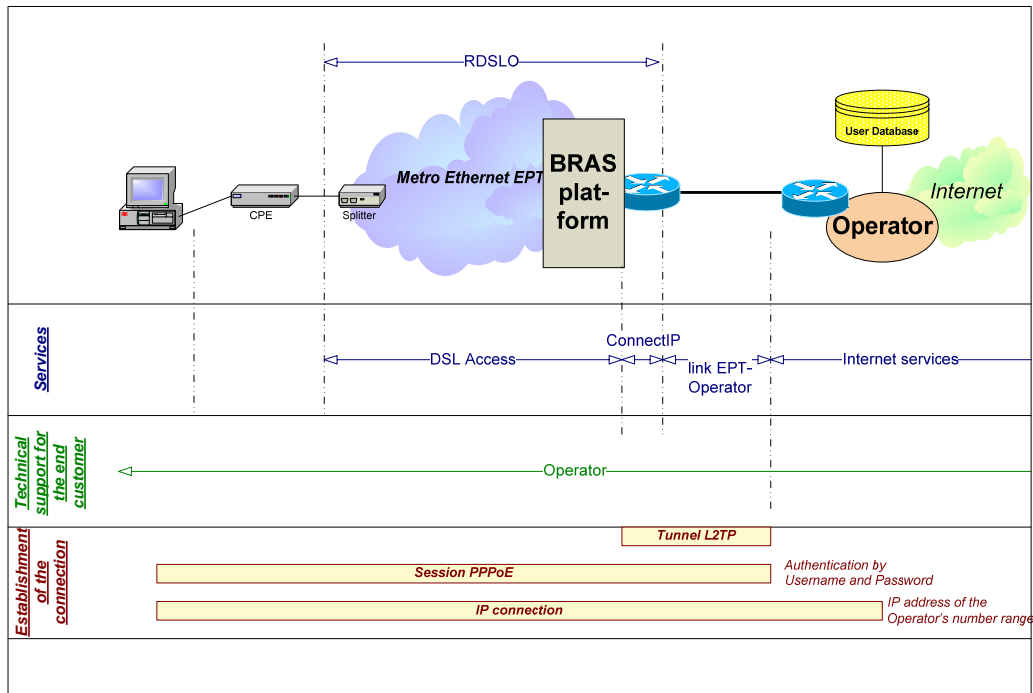 RDSLO
User Database
Metro Ethernet EPT
BRAS
plat-
form
Internet
Operator
CPE
Splitter
Services
DSL Access
ConnectIP
link EPT-
Operator
Internet services
Technical
support for
the end
customer
Operator
Establishment
of the
connection
Tunnel L2TP
Session PPPoE
Authentication by
Username and Password
IP connection
IP address of the
Operator's number range